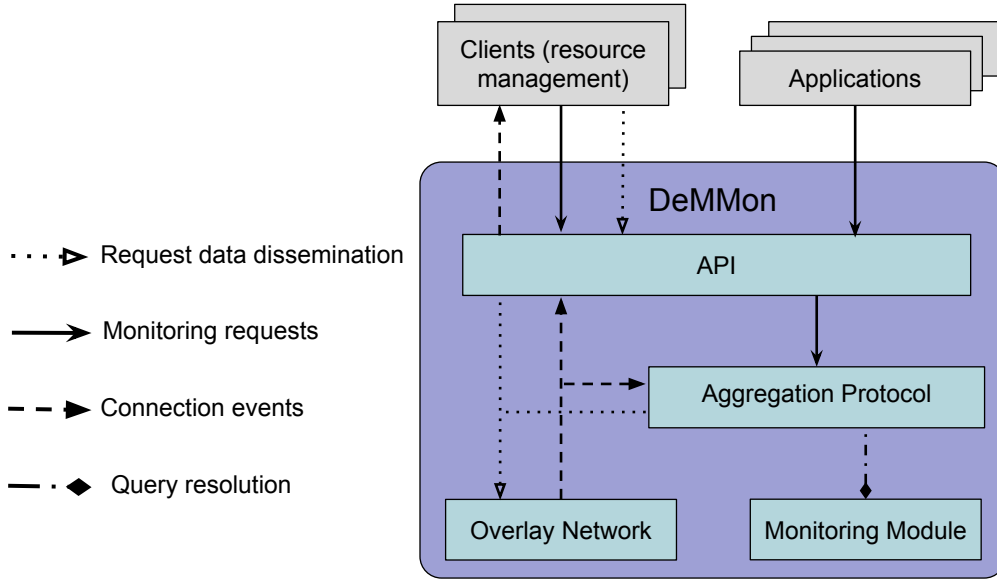 Clients (resource
management)
Applications
DeMMon
API
Request data dissemination
Monitoring requests
Aggregation Protocol
Connection events
Query resolution
Overlay Network
Monitoring Module